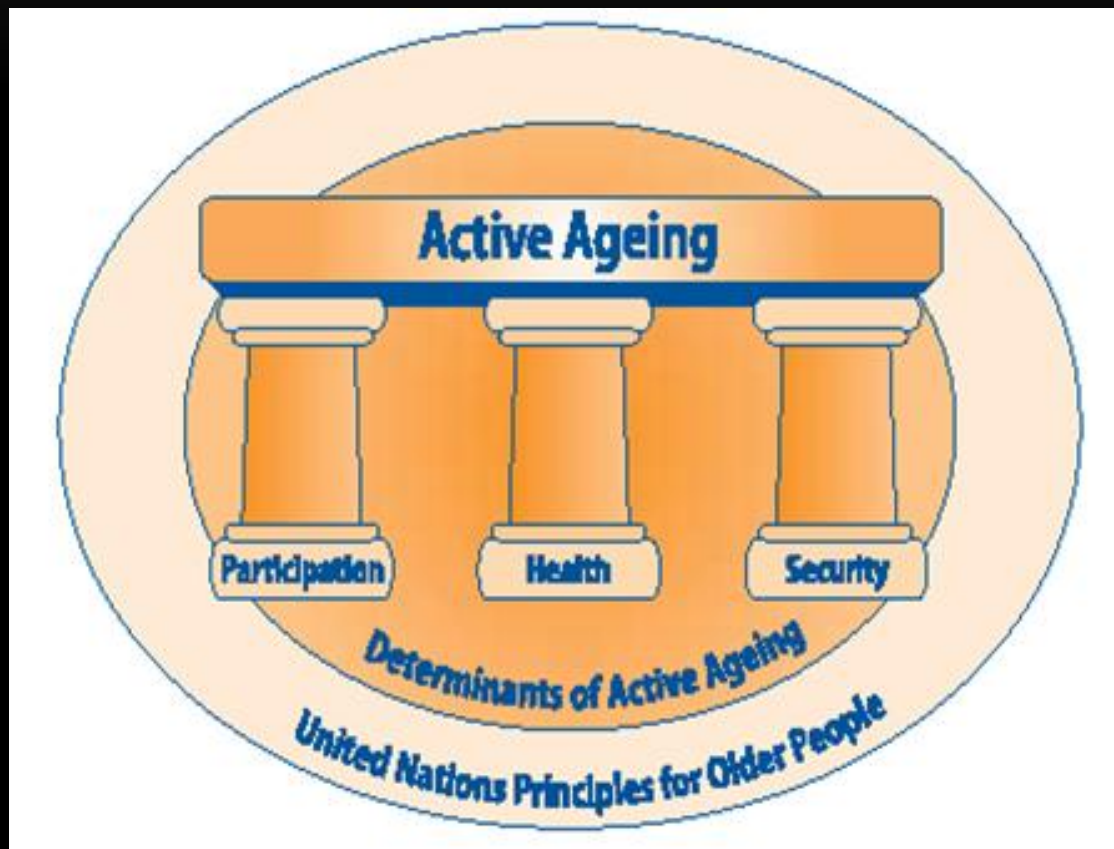 Active Ageing
Participation
Health
Security
Determinants of Active Ageing
United Nations Principles for Older People